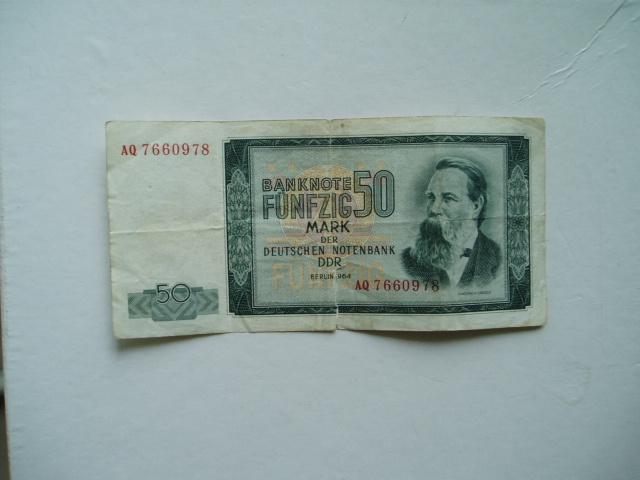 AQ 7660978
BANKNOTE
FÜNFZIG 50
MARK
DER
DEUTSCHEN NOTENBANK
DDR
BERLIN 1964
AQ 7660978
50